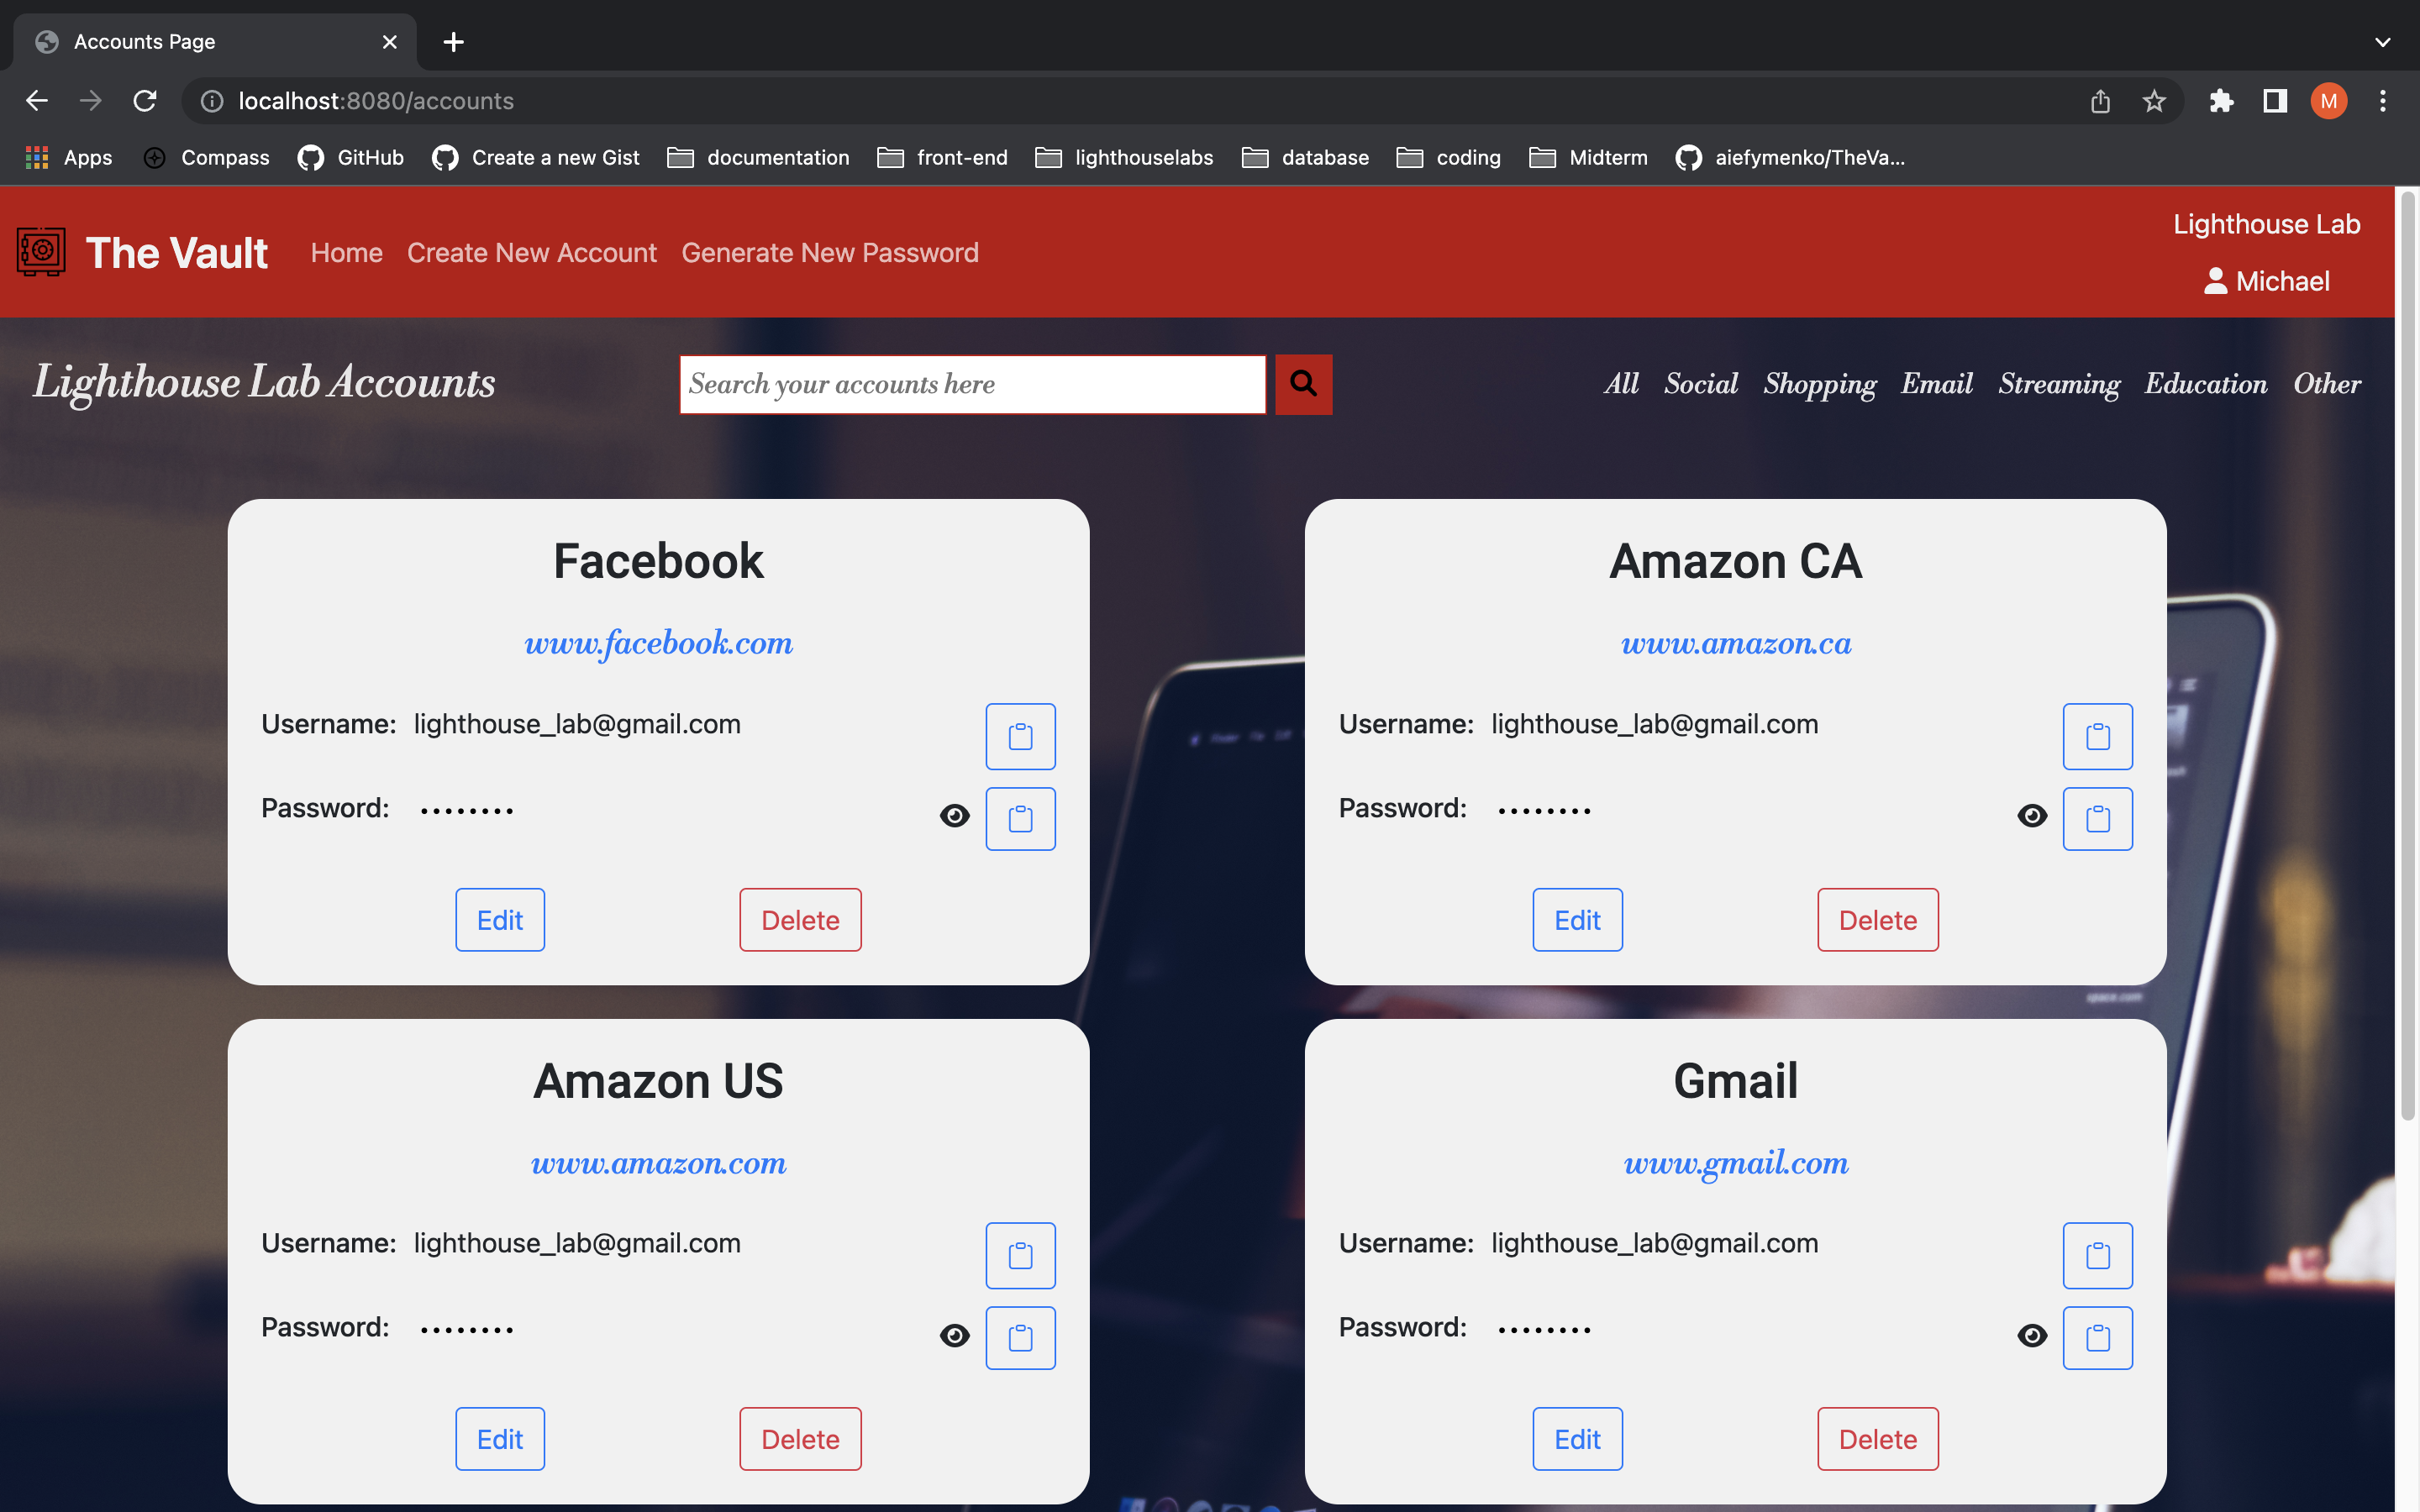 Accounts Page
localhost:8080/accounts
M
Apps Compass GitHub Create a new Gist documentation front-end lighthouselabs database coding Midterm aiefymenko/TheVa...
The Vault Home Create New Account Generate New Password
Lighthouse Lab
Michael
Lighthouse Lab Accounts
Search your accounts here
All Social Shopping Email Streaming Education Other
Facebook
www.facebook.com
Username: lighthouse_lab@gmail.com
Password: ••••••••
Edit Delete
Amazon CA
www.amazon.ca
Username: lighthouse_lab@gmail.com
Password: ••••••••
Edit Delete
Amazon US
www.amazon.com
Username: lighthouse_lab@gmail.com
Password: ••••••••
Edit Delete
Gmail
www.gmail.com
Username: lighthouse_lab@gmail.com
Password: ••••••••
Edit Delete